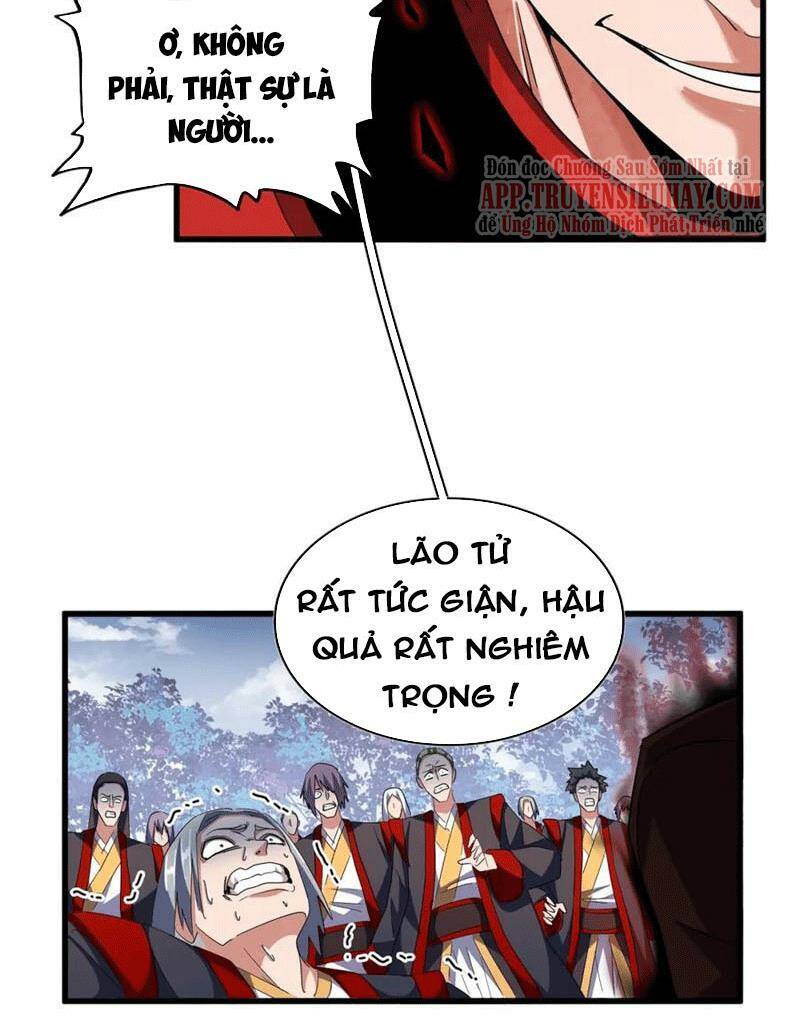 Ơ, KHÔNG
PHẢI, THẬT SỰ LÀ
NGƯỜI...
Đón đọc Chương Sau Sớm Nhất tại
APP.TRUYENSIEUHAY.COM
để Ủng Hộ Nhóm Dịch Phát Triển nhé
LÃO TỬ
RẤT TỨC GIẬN, HẬU
QUẢ RẤT NGHIÊM
TRỌNG !